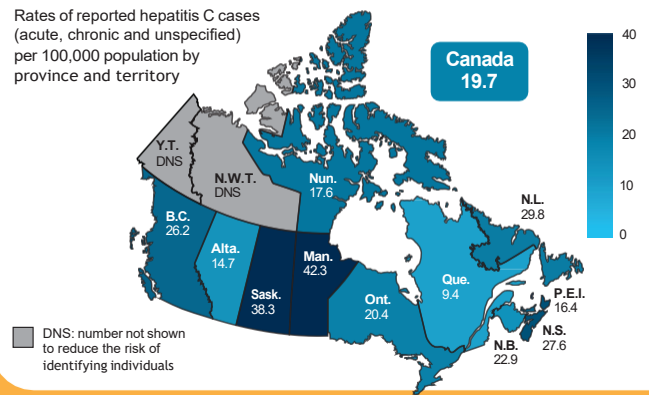 Rates of reported hepatitis C cases
(acute, chronic and unspecified)
per 100,000 population by
province and territory
Canada
19.7
40
30
20
10
0
Y.T.
DNS
N.W.T.
DNS
Nun.
17.6
N.L.
29.8
B.C.
26.2
Alta.
14.7
Sask.
38.3
Man.
42.3
Ont.
20.4
Que.
9.4
P.E.I.
16.4
N.S.
27.6
N.B.
22.9
DNS: number not shown
to reduce the risk of
identifying individuals